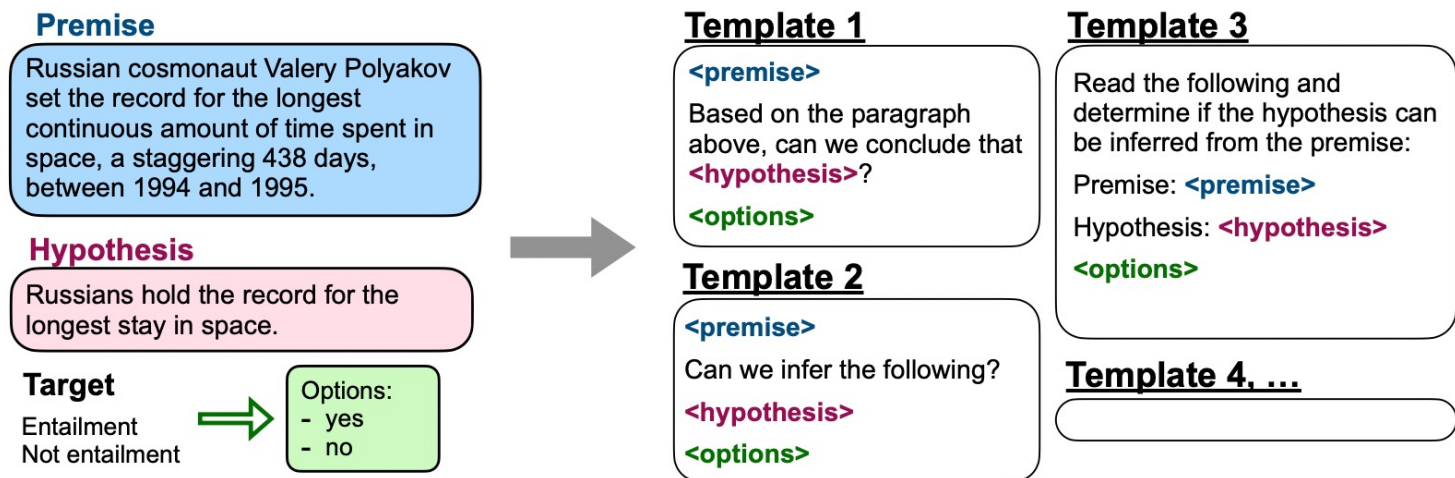 Premise
Russian cosmonaut Valery Polyakov
set the record for the longest
continuous amount of time spent in
space, a staggering 438 days,
between 1994 and 1995.
Hypothesis
Russians hold the record for the
longest stay in space.
Target
Entailment
Not entailment
Options:
- yes
- no
Template 1
<premise>
Based on the paragraph
above, can we conclude that
<hypothesis>?
<options>
Template 2
<premise>
Can we infer the following?
<hypothesis>
<options>
Template 3
Read the following and
determine if the hypothesis can
be inferred from the premise:
Premise: <premise>
Hypothesis: <hypothesis>
<options>
Template 4, …